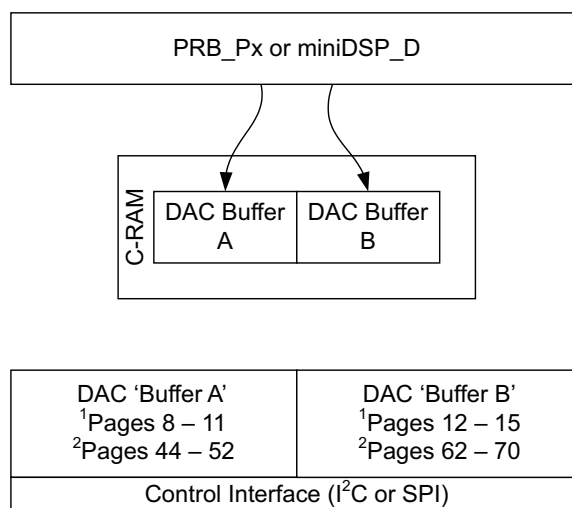 PRB_Px or miniDSP_D
C-RAM
DAC Buffer
A
DAC Buffer
B
DAC ‘Buffer A’
¹Pages 8 – 11
²Pages 44 – 52
DAC ‘Buffer B’
¹Pages 12 – 15
²Pages 62 – 70
Control Interface (I²C or SPI)